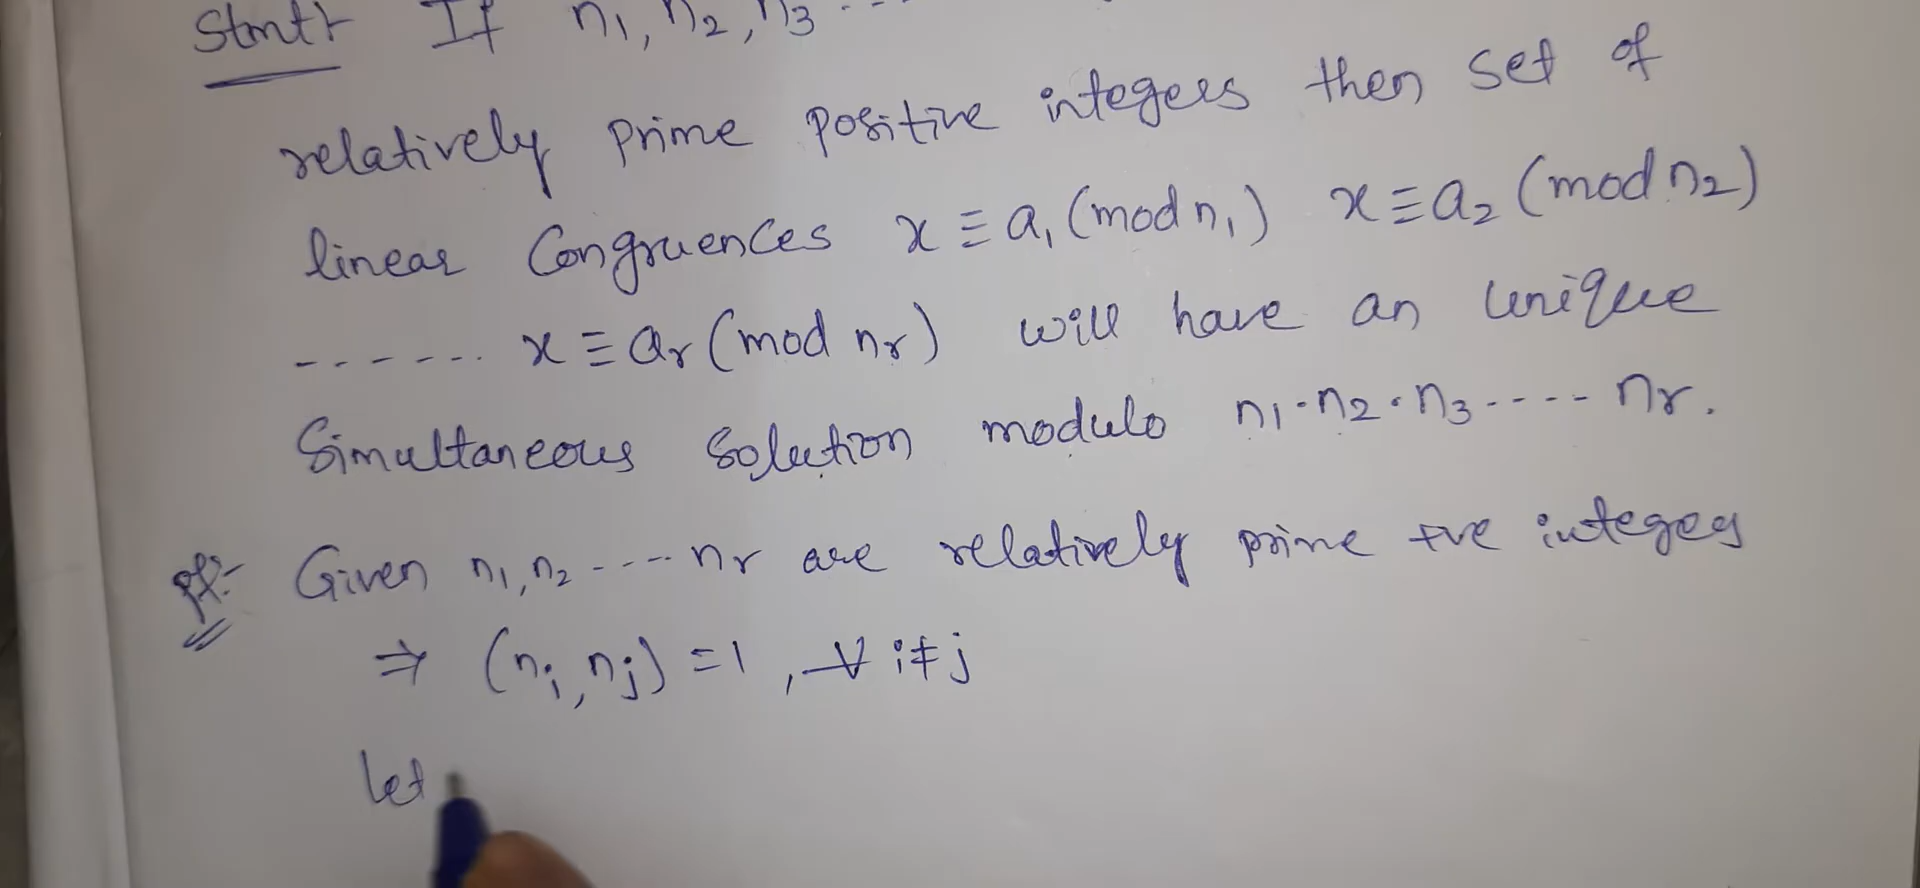 Stmt:- If n1, n2, n3 ....
relatively prime positive integers then set of
linear Congruences x ≡ a1 (mod n1) x ≡ a2 (mod n2)
------ x ≡ ar (mod nr) will have an unique
Simultaneous Solution modulo n1·n2·n3---- nr.
Pf:- Given n1, n2 ---- nr are relatively prime +ve integers
⇒ (ni, nj) = 1, ∀ i≠j
let